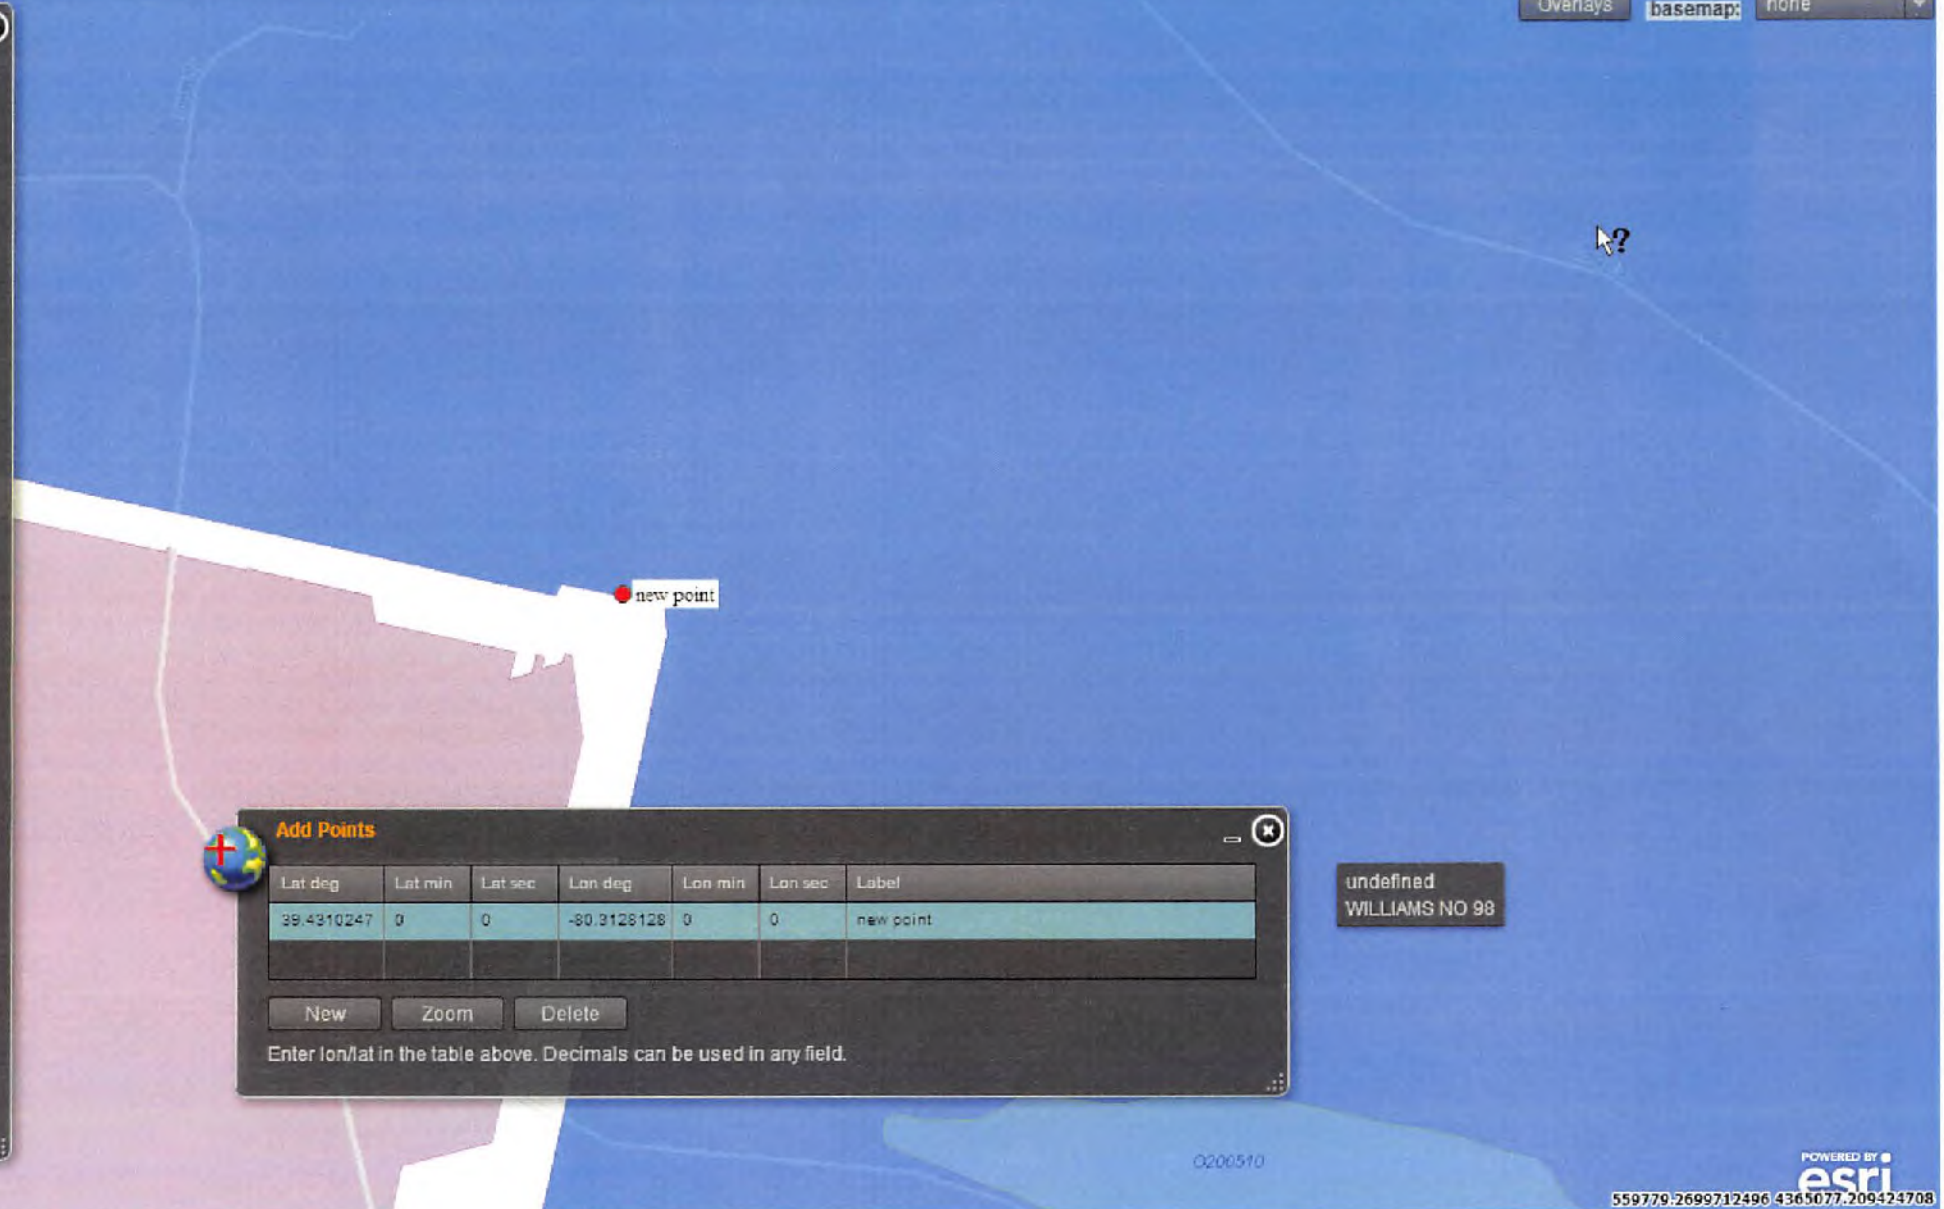 Overlays basemap: none
?
new point
Add Points
Lat deg Lat min Lat sec Lon deg Lon min Lon sec Label
39.4310247 0 0 -80.3128128 0 0 new point
New Zoom Delete
Enter lon/lat in the table above. Decimals can be used in any field.
undefined
WILLIAMS NO 98
O200510
POWERED BY
esri
559779.2699712496 4365077.209424708